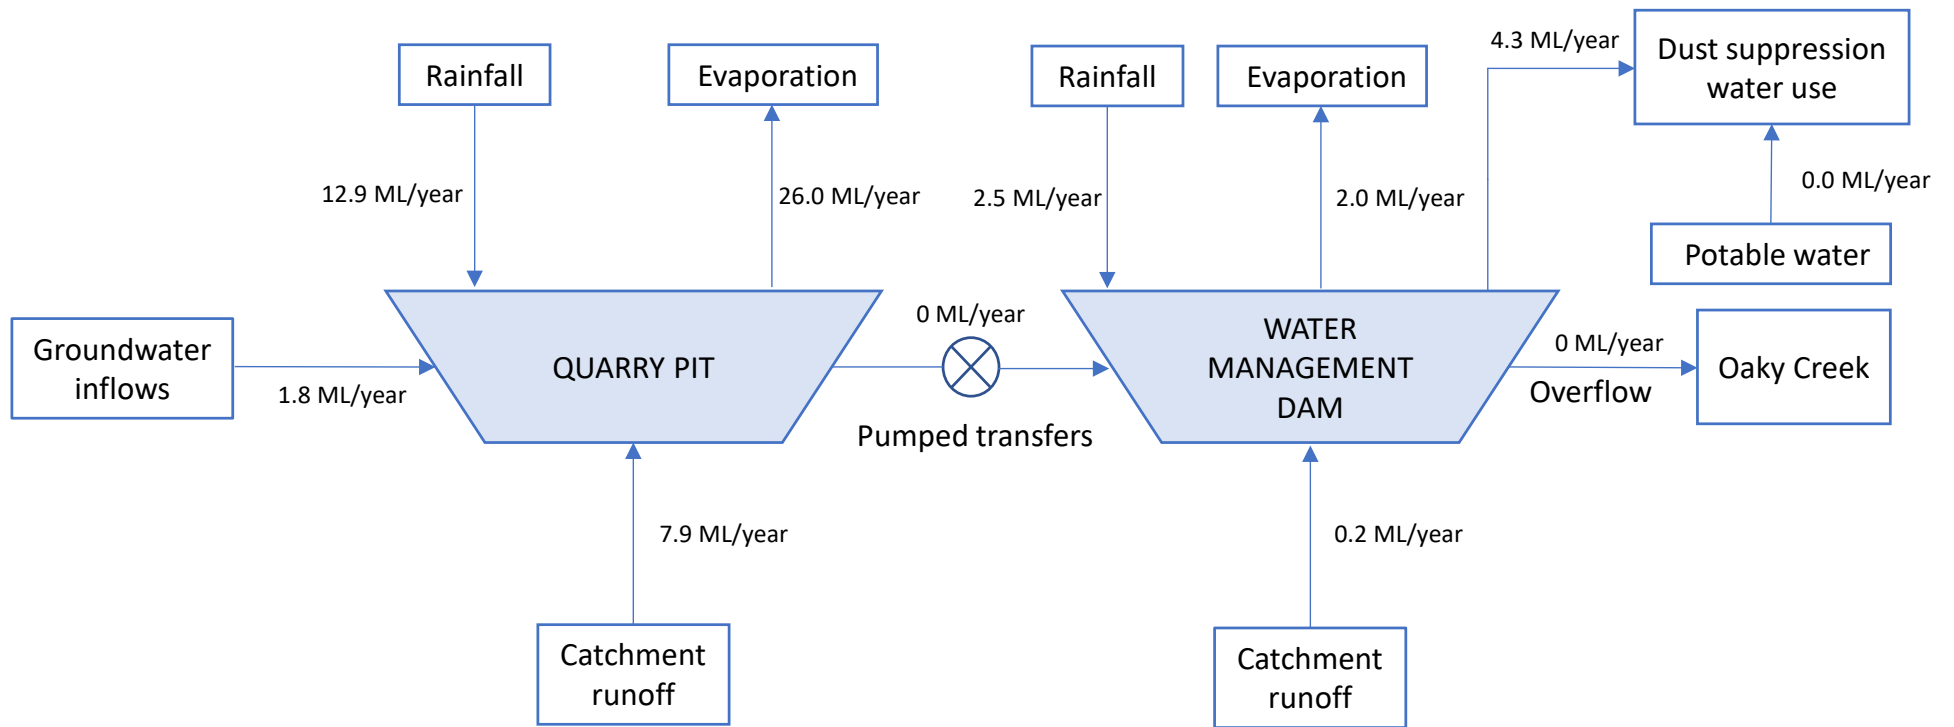 4.3 ML/year
Dust suppression
water use
Rainfall
Evaporation
Rainfall
Evaporation
12.9 ML/year
26.0 ML/year
2.5 ML/year
2.0 ML/year
0.0 ML/year
Potable water
Groundwater
inflows
1.8 ML/year
QUARRY PIT
0 ML/year
Pumped transfers
WATER
MANAGEMENT
DAM
0 ML/year
Overflow
Oaky Creek
7.9 ML/year
0.2 ML/year
Catchment
runoff
Catchment
runoff